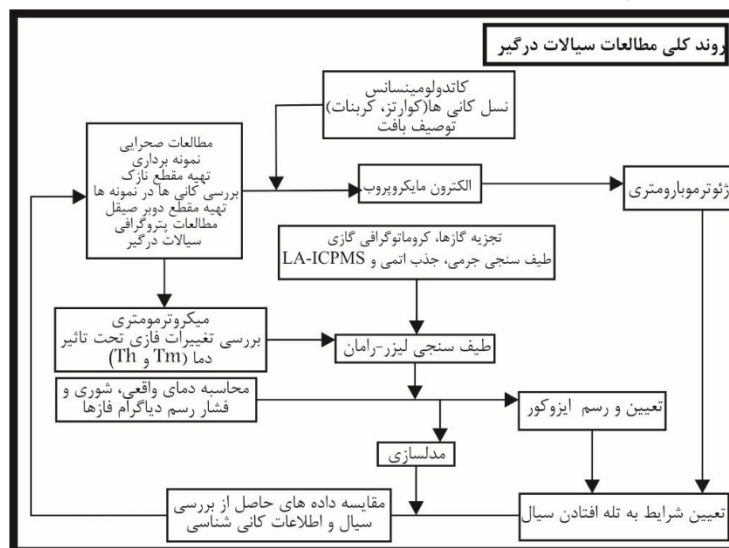 روند کلی مطالعات سیالات درگیر
کاتدولومینسانس
نسل کانی ها(کوارتز، کربنات)
توصیف بافت
مطالعات صحرایی
نمونه برداری
تهیه مقطع نازک
بررسی کانی ها در نمونه ها
تهیه مقطع دوبر صیقل
مطالعات پتروگرافی
سیالات درگیر
الکترون مایکروپروب
ژئوترموبارومتری
تجزیه گازها، کروماتوگرافی گازی
طیف سنجی جرمی، جذب اتمی و LA-ICPMS
میکروترمومتری
بررسی تغییرات فازی تحت تاثیر
دما (Tm و Th)
طیف سنجی لیزر-رامان
محاسبه دمای واقعی، شوری و
فشار رسم دیاگرام فازها
تعیین و رسم ایزوکور
مدلسازی
مقایسه داده های حاصل از بررسی
سیال و اطلاعات کانی شناسی
تعیین شرایط به تله افتادن سیال